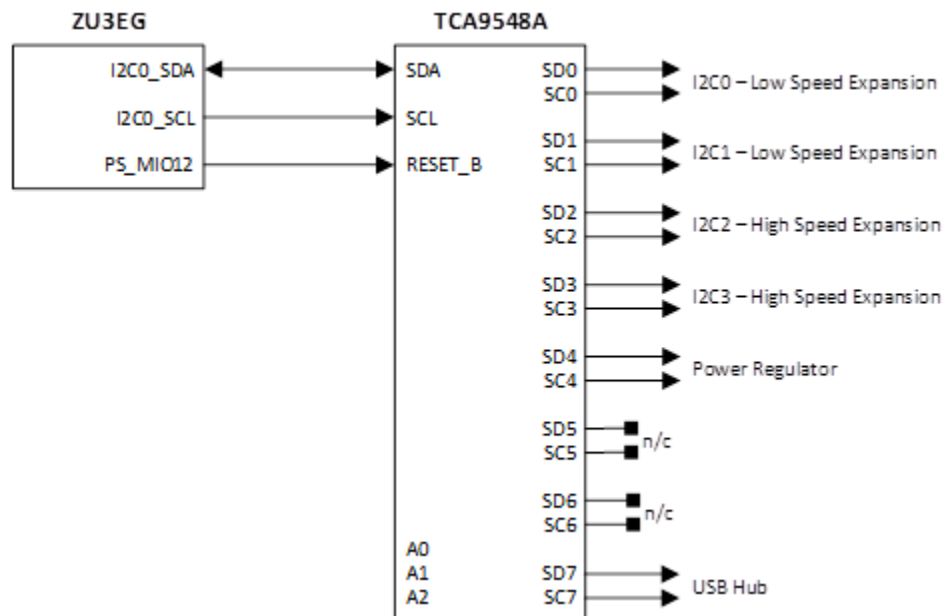 ZU3EG
TCA9548A
I2C0_SDA
SDA
SD0
SC0
I2C0 – Low Speed Expansion
I2C0_SCL
SCL
SD1
SC1
I2C1 – Low Speed Expansion
PS_MIO12
RESET_B
SD2
SC2
I2C2 – High Speed Expansion
SD3
SC3
I2C3 – High Speed Expansion
SD4
SC4
Power Regulator
SD5
SC5
n/c
SD6
SC6
n/c
A0
A1
A2
SD7
SC7
USB Hub